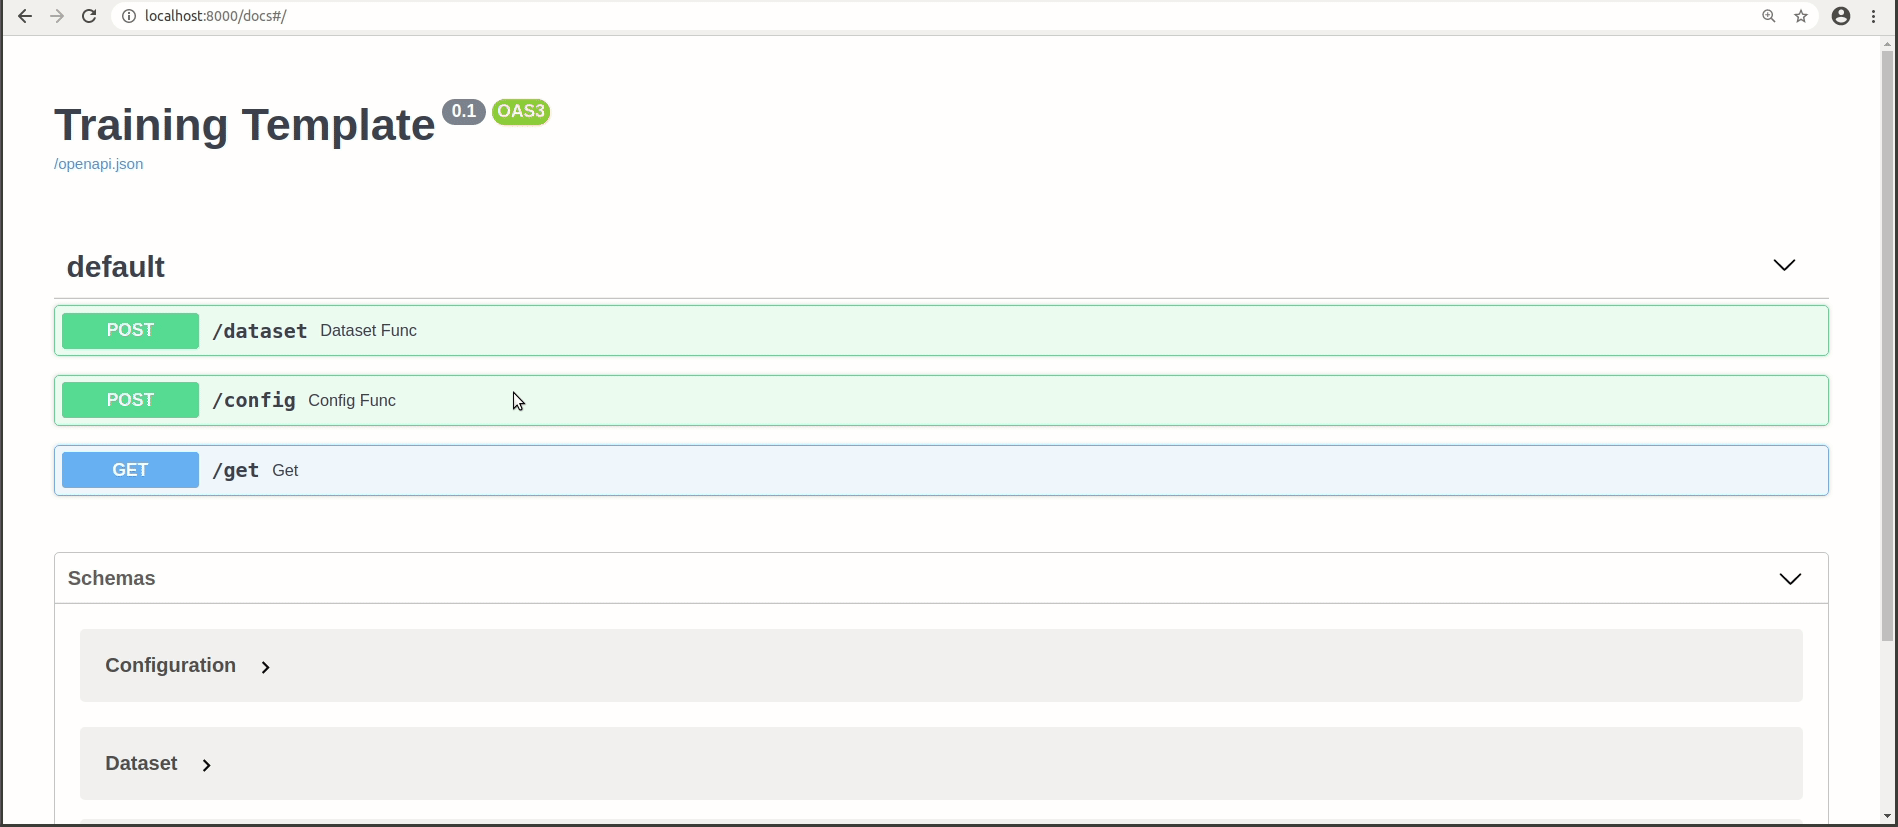 localhost:8000/docs#/
Training Template 0.1 OAS3
/openapi.json
default
POST /dataset Dataset Func
POST /config Config Func
GET /get Get
Schemas
Configuration
Dataset